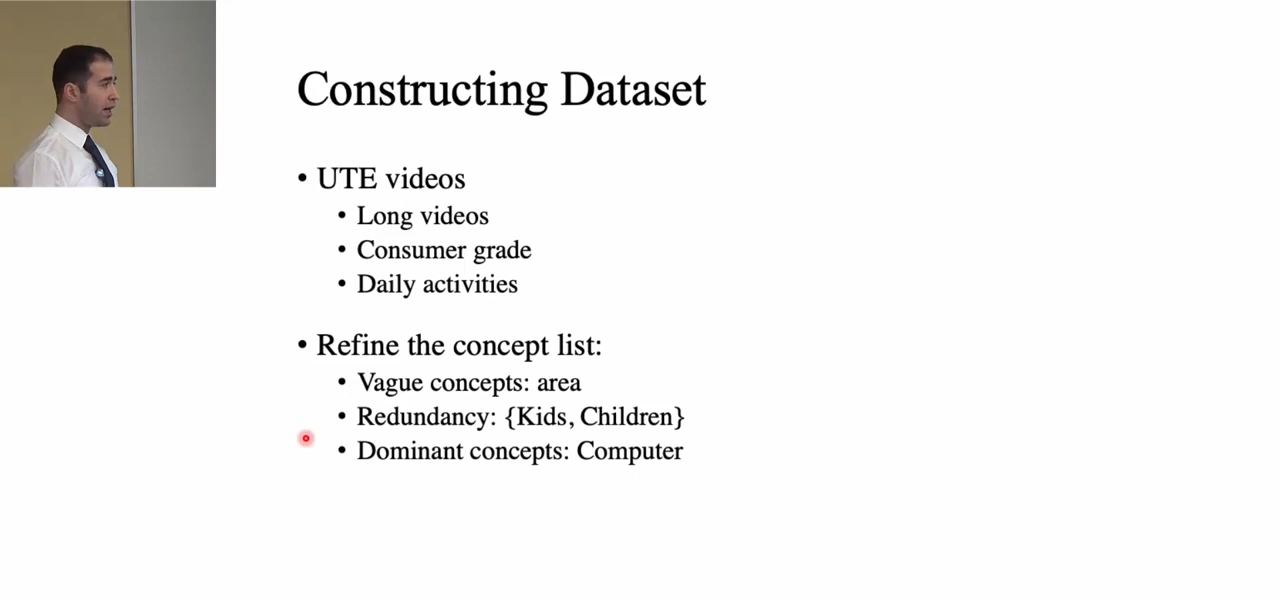 Constructing Dataset
• UTE videos
• Long videos
• Consumer grade
• Daily activities
• Refine the concept list:
• Vague concepts: area
• Redundancy: {Kids, Children}
• Dominant concepts: Computer